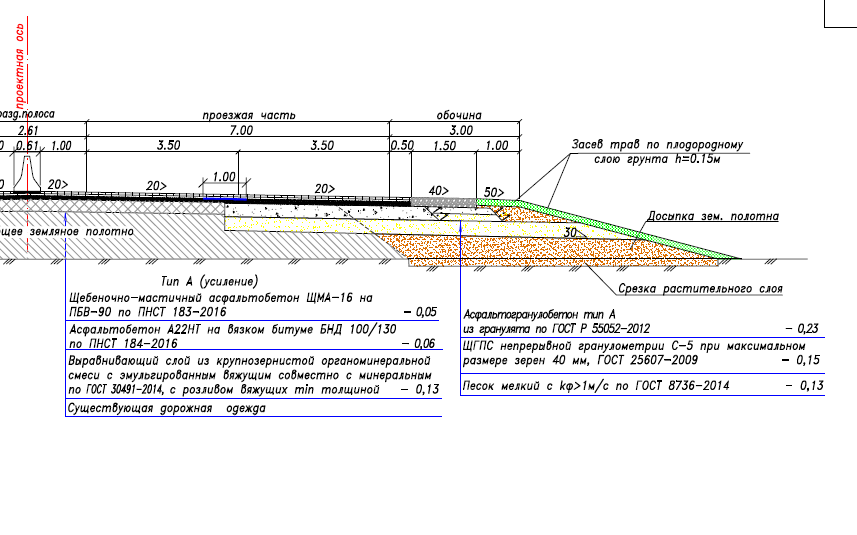 проектная ось
разд.полоса
проезжая часть
обочина
2.61
7.00
3.00
0.61 1.00 3.50 3.50 0.50 1.50 1.00
Засев трав по плодородному
слою грунта h=0.15м
1.00
20> 20> 20> 40> 50>
Досыпка зем. полотна
земляное полотно
30
Срезка растительного слоя
Тип А (усиление)
Щебеночно-мастичный асфальтобетон ЩМА-16 на
ПБВ-90 по ПНСТ 183-2016 - 0,05
Асфальтобетон А22НТ на вязком битуме БНД 100/130
по ПНСТ 184-2016 - 0,06
Выравнивающий слой из крупнозернистого органоминеральной
смеси с эмульгированным вяжущим совместно с минеральным
по ГОСТ 30491-2014, с розливом вяжущих min толщиной - 0,13
Существующая дорожная одежда
Асфальтогранулобетон тип А
из гранулята по ГОСТ Р 55052-2012 - 0,23
ЩГПС непрерывной гранулометрии С-5 при максимальном
размере зерен 40 мм, ГОСТ 25607-2009 - 0,15
Песок мелкий с kф>1м/с по ГОСТ 8736-2014 - 0,13